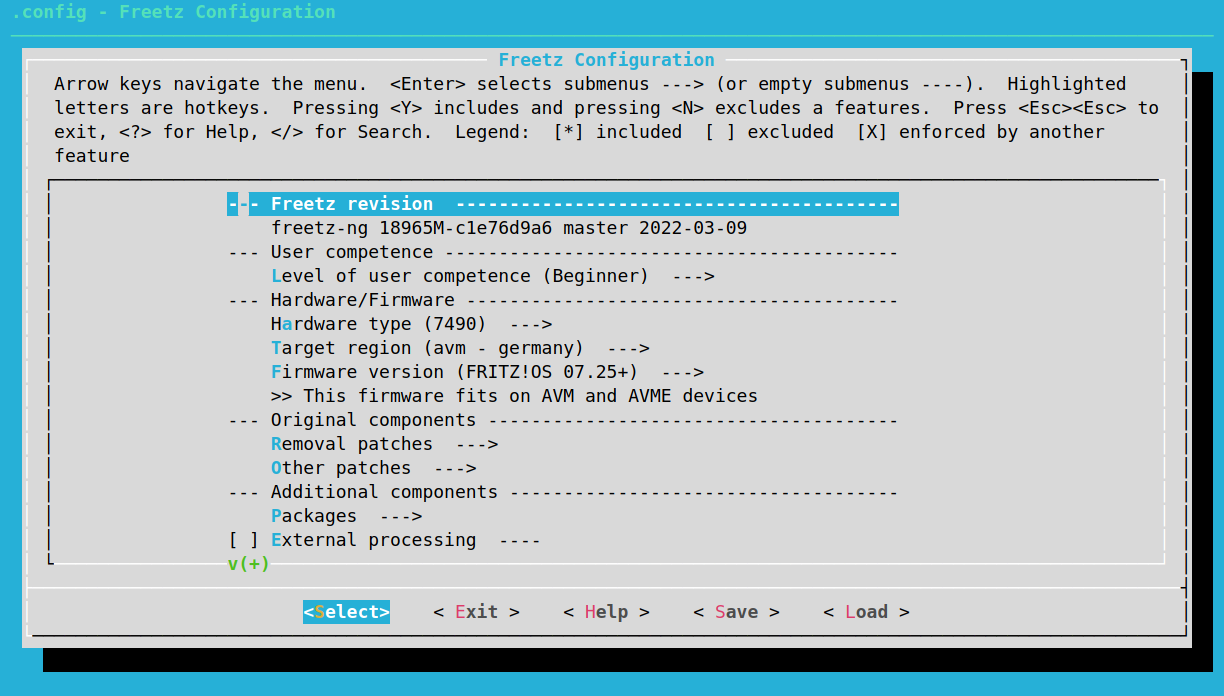 .config - Freetz Configuration
Freetz Configuration
Arrow keys navigate the menu.  <Enter> selects submenus ---> (or empty submenus ----).  Highlighted
letters are hotkeys.  Pressing <Y> includes and pressing <N> excludes a features.  Press <Esc><Esc> to
exit, <?> for Help, </> for Search.  Legend:  [*] included  [ ] excluded  [X] enforced by another
feature
--- Freetz revision  -----------------------------------------
freetz-ng 18965M-c1e76d9a6 master 2022-03-09
--- User competence ------------------------------------------
Level of user competence (Beginner)  --->
--- Hardware/Firmware ----------------------------------------
Hardware type (7490)  --->
Target region (avm - germany)  --->
Firmware version (FRITZ!OS 07.25+)  --->
>> This firmware fits on AVM and AVME devices
--- Original components --------------------------------------
Removal patches  --->
Other patches  --->
--- Additional components ------------------------------------
Packages  --->
[ ] External processing  ----
v(+)
<Select>    < Exit >    < Help >    < Save >    < Load >